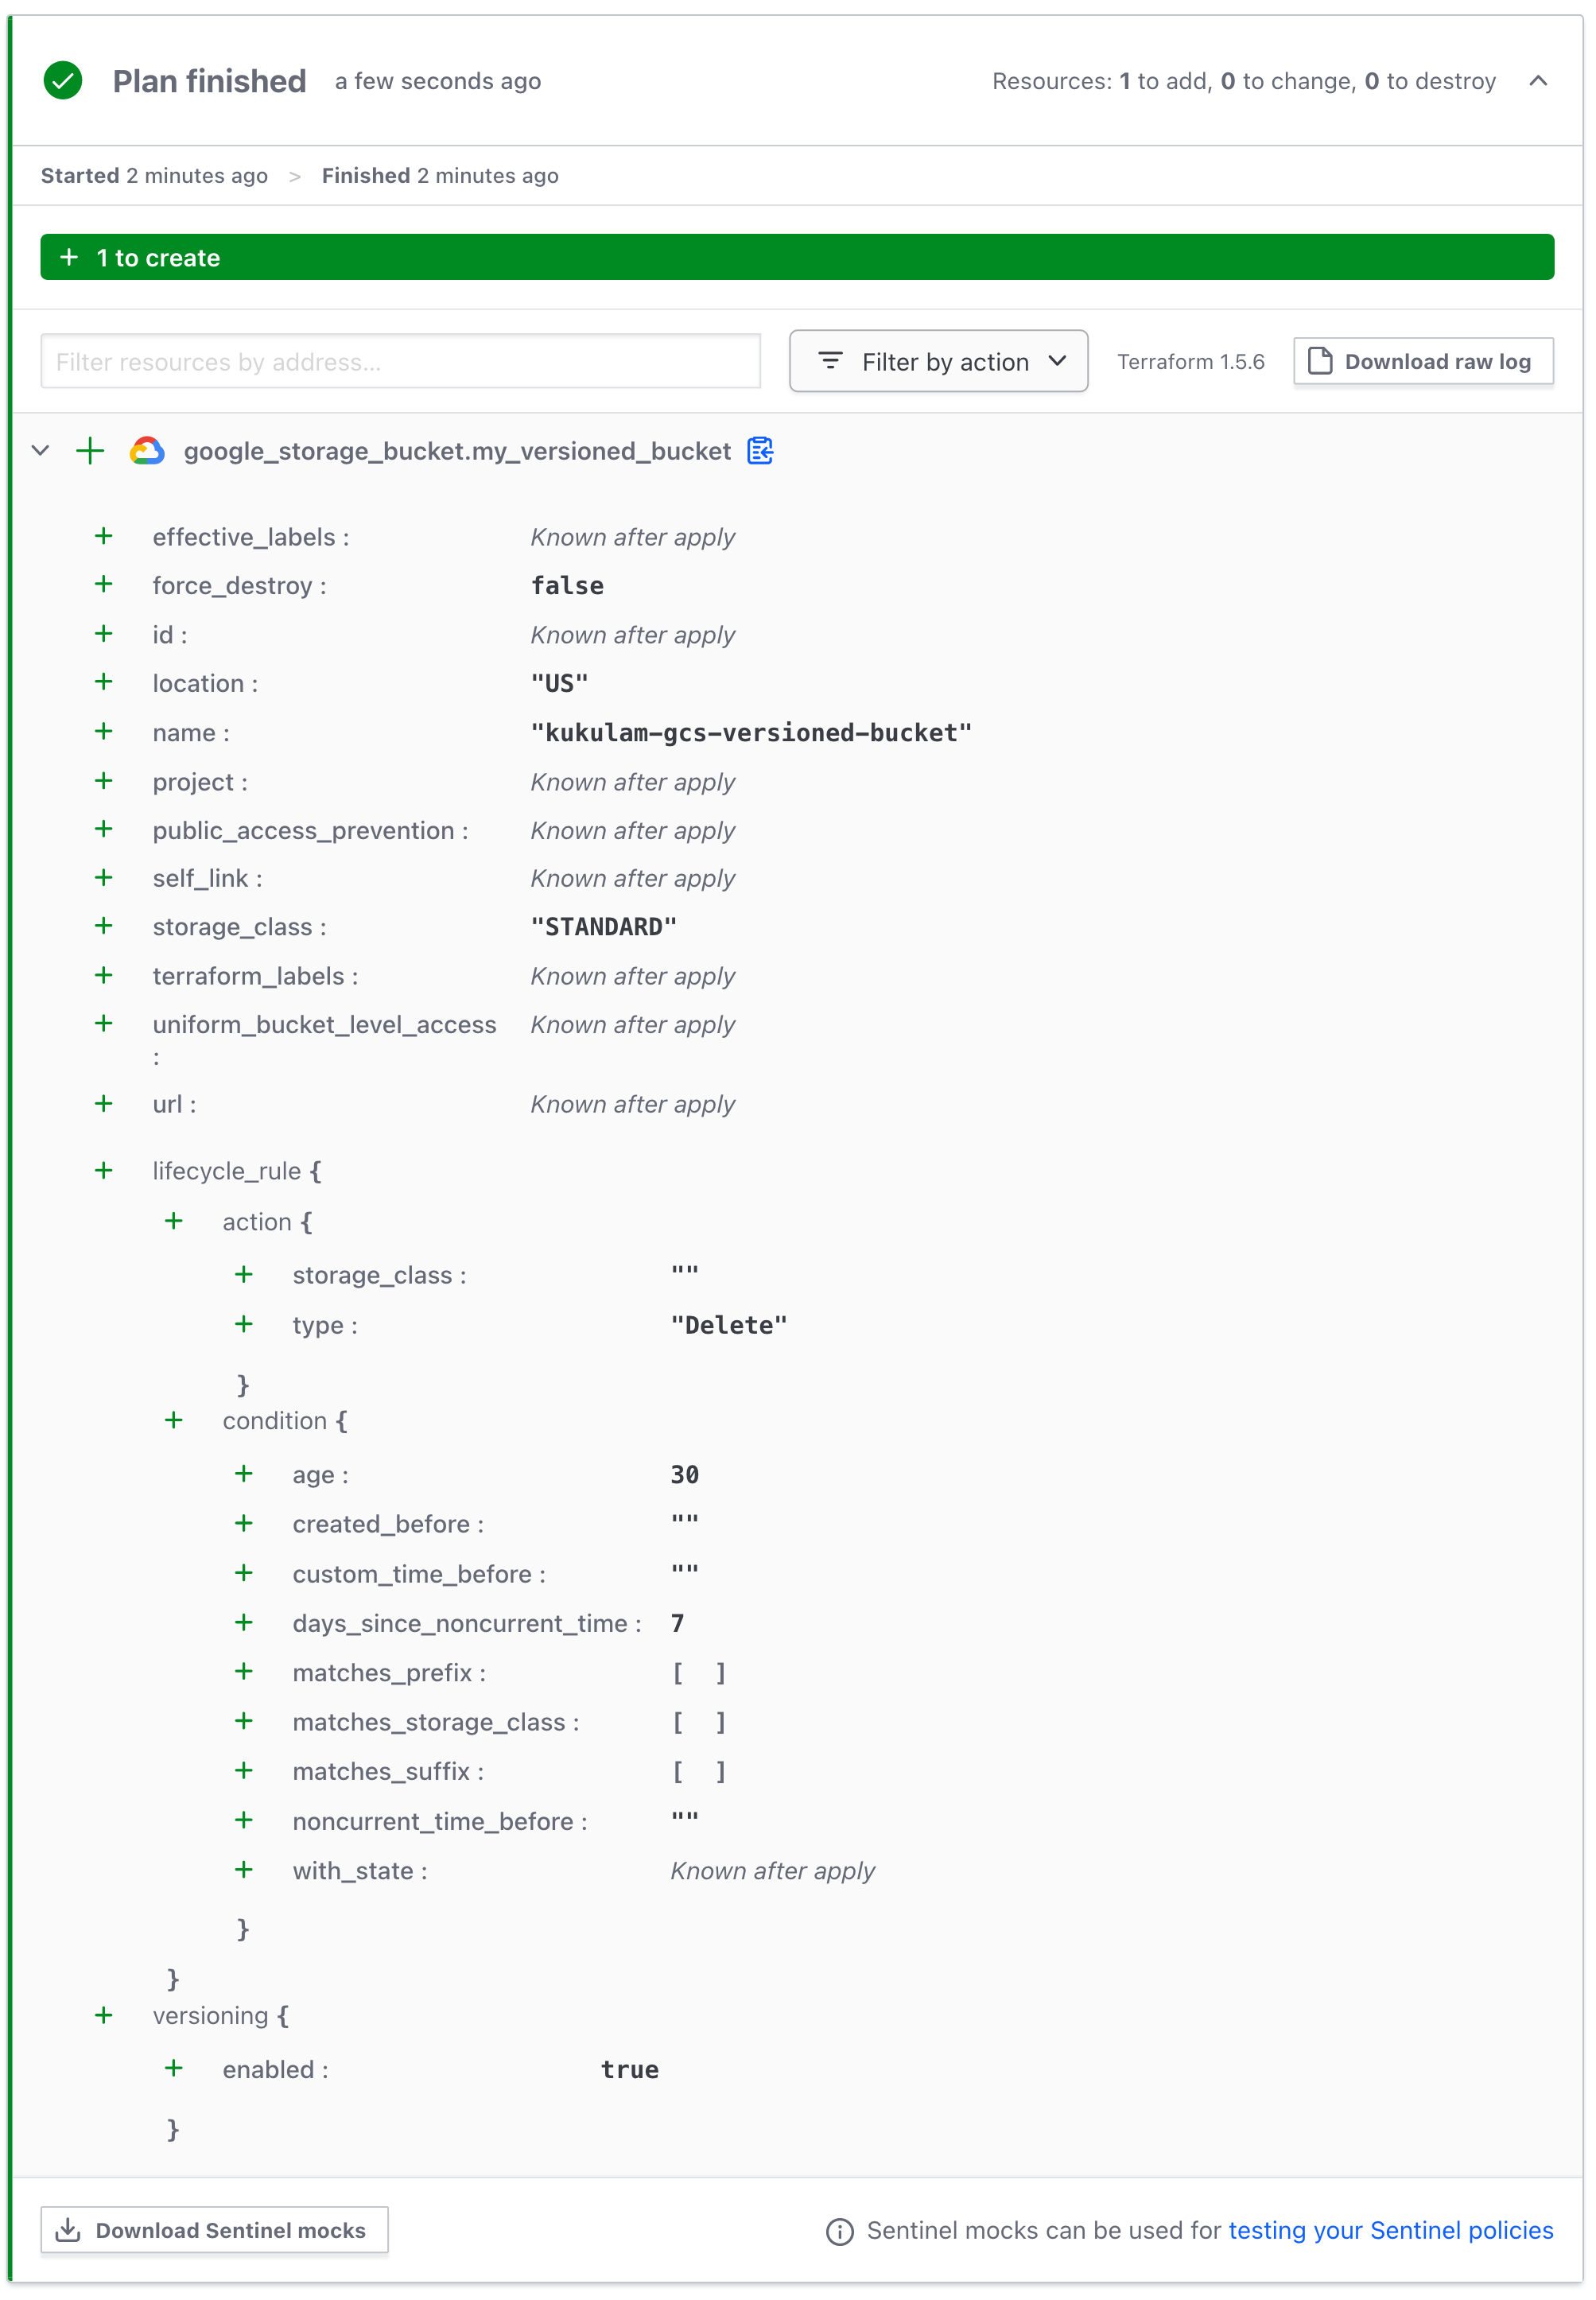 Plan finished a few seconds ago Resources: 1 to add, 0 to change, 0 to destroy
Started 2 minutes ago > Finished 2 minutes ago
+ 1 to create
Filter resources by address... Filter by action Terraform 1.5.6 Download raw log
+ google_storage_bucket.my_versioned_bucket
+ effective_labels : Known after apply
+ force_destroy : false
+ id : Known after apply
+ location : "US"
+ name : "kukulam-gcs-versioned-bucket"
+ project : Known after apply
+ public_access_prevention : Known after apply
+ self_link : Known after apply
+ storage_class : "STANDARD"
+ terraform_labels : Known after apply
+ uniform_bucket_level_access Known after apply
:
+ url : Known after apply
+ lifecycle_rule {
+ action {
+ storage_class : ""
+ type : "Delete"
}
+ condition {
+ age : 30
+ created_before : ""
+ custom_time_before : ""
+ days_since_noncurrent_time : 7
+ matches_prefix : [ ]
+ matches_storage_class : [ ]
+ matches_suffix : [ ]
+ noncurrent_time_before : ""
+ with_state : Known after apply
}
}
+ versioning {
+ enabled : true
}
Download Sentinel mocks Sentinel mocks can be used for testing your Sentinel policies